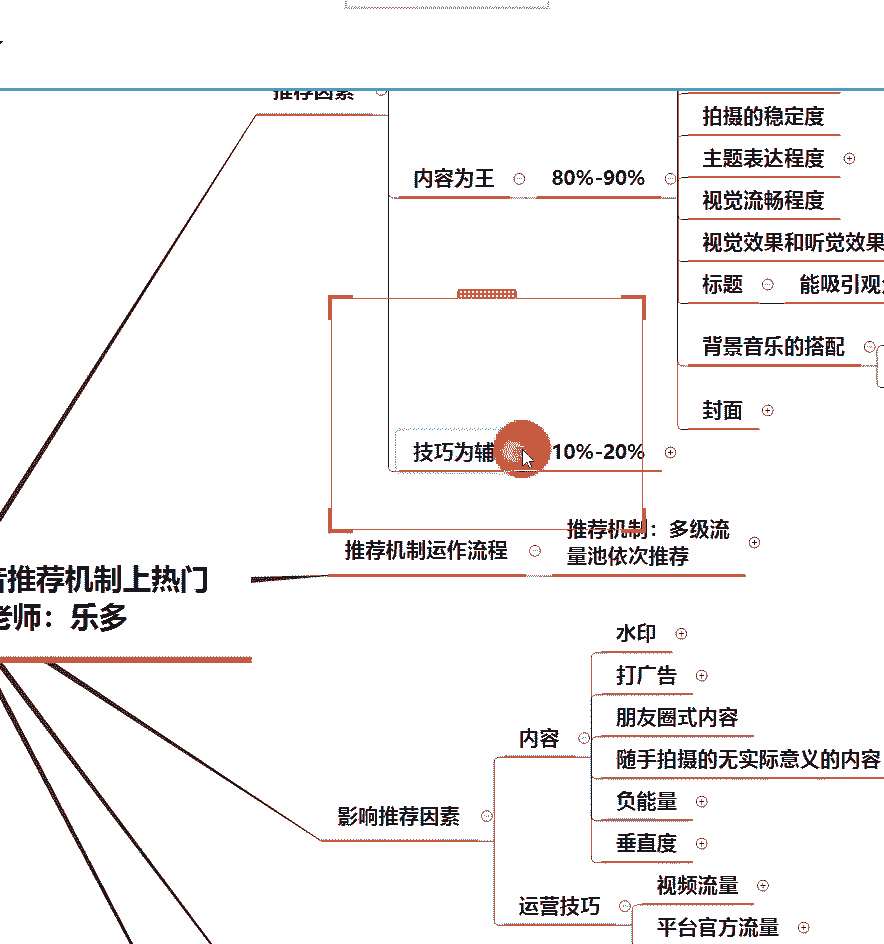 推荐因素
内容为王
80%-90%
拍摄的稳定度
主题表达程度
视觉流畅程度
视觉效果和听觉效果
标题
能吸引观
背景音乐的搭配
封面
技巧为辅
10%-20%
推荐机制运作流程
推荐机制：多级流
量池依次推荐
推荐机制上热门
老师：乐多
影响推荐因素
内容
水印
打广告
朋友圈式内容
随手拍摄的无实际意义的内容
负能量
垂直度
运营技巧
视频流量
平台官方流量